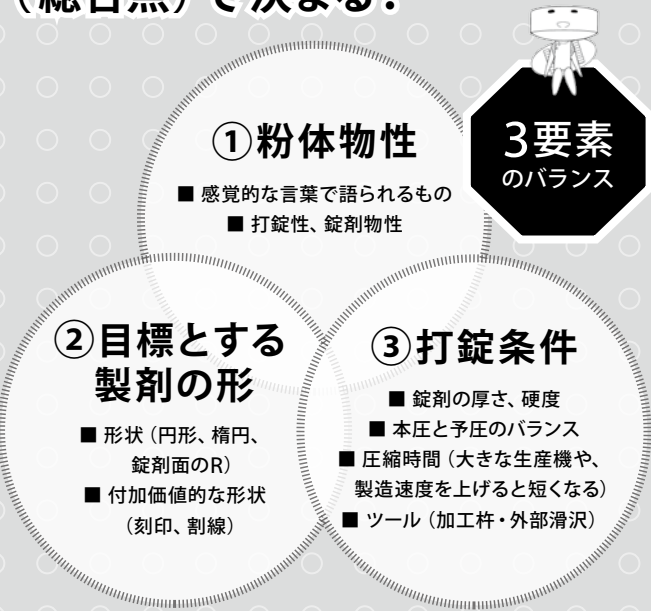 （総合点）で決まる！
3要素
のバランス
①粉体物性
■ 感覚的な言葉で語られるもの
■ 打錠性、錠剤物性
②目標とする
製剤の形
■ 形状（円形、楕円、
錠剤面のR）
■ 付加価値的な形状
（刻印、割線）
③打錠条件
■ 錠剤の厚さ、硬度
■ 本圧と予圧のバランス
■ 圧縮時間（大きな生産機や、
製造速度を上げると短くなる）
■ ツール（加工杵・外部滑沢）